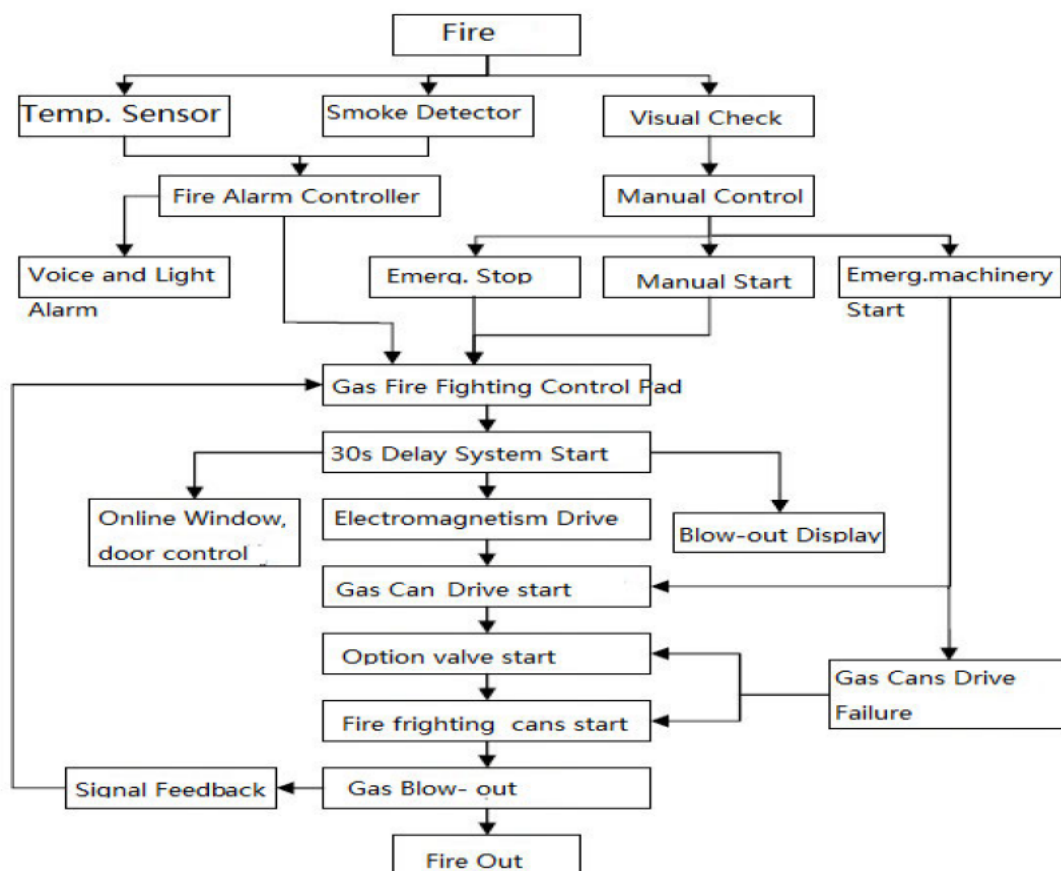 Fire
Temp. Sensor
Smoke Detector
Visual Check
Fire Alarm Controller
Manual Control
Voice and Light
Alarm
Emerg. Stop
Manual Start
Emerg.machinery
Start
Gas Fire Fighting Control Pad
30s Delay System Start
Online Window,
door control
Electromagnetism Drive
Blow-out Display
Gas Can Drive start
Option valve start
Gas Cans Drive
Failure
Fire frighting cans start
Signal Feedback
Gas Blow- out
Fire Out